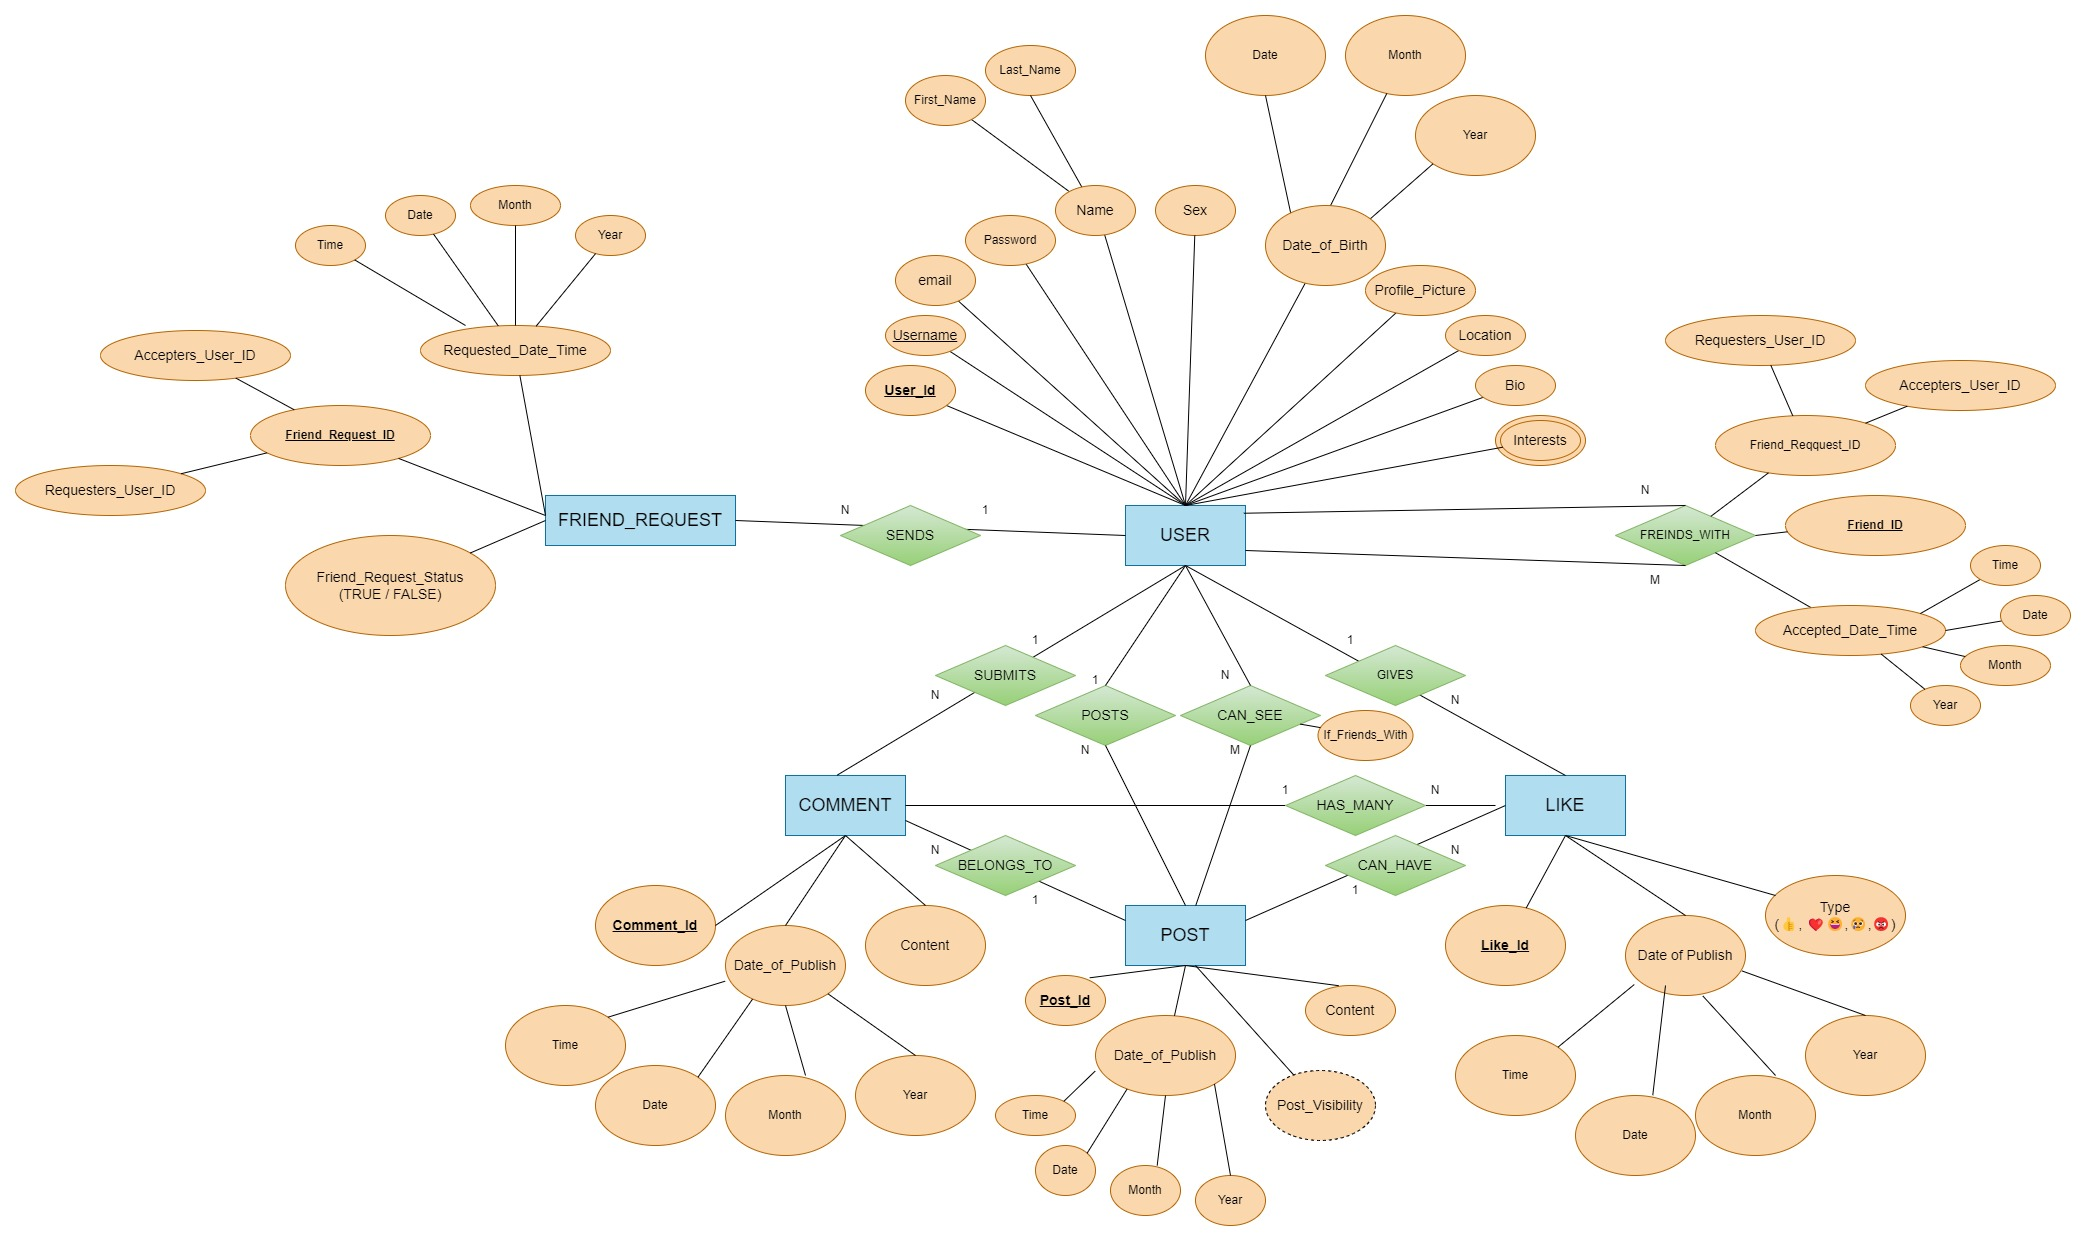 Date
Month
Last_Name
First_Name
Year
Time
Date
Month
Year
Name
Sex
Date_of_Birth
Password
email
Profile_Picture
Username
Location
User_Id
Bio
Interests
Requested_Date_Time
Accepters_User_ID
Friend_Request_ID
Requesters_User_ID
Friend_Request_Status
(TRUE / FALSE)
FRIEND_REQUEST
N
SENDS
1
USER
N
M
FREINDS_WITH
Requesters_User_ID
Accepters_User_ID
Friend_Reqquest_ID
Friend_ID
Accepted_Date_Time
Time
Date
Month
Year
1
SUBMITS
N
1
POSTS
N
N
CAN_SEE
M
If_Friends_With
1
GIVES
N
COMMENT
1
HAS_MANY
N
LIKE
N
BELONGS_TO
1
N
CAN_HAVE
1
POST
Comment_Id
Date_of_Publish
Content
Time
Date
Month
Year
Post_Id
Date_of_Publish
Content
Post_Visibility
Time
Date
Month
Year
Like_Id
Date of Publish
Type
(👍, ❤️😆,😢,😡)
Time
Date
Month
Year